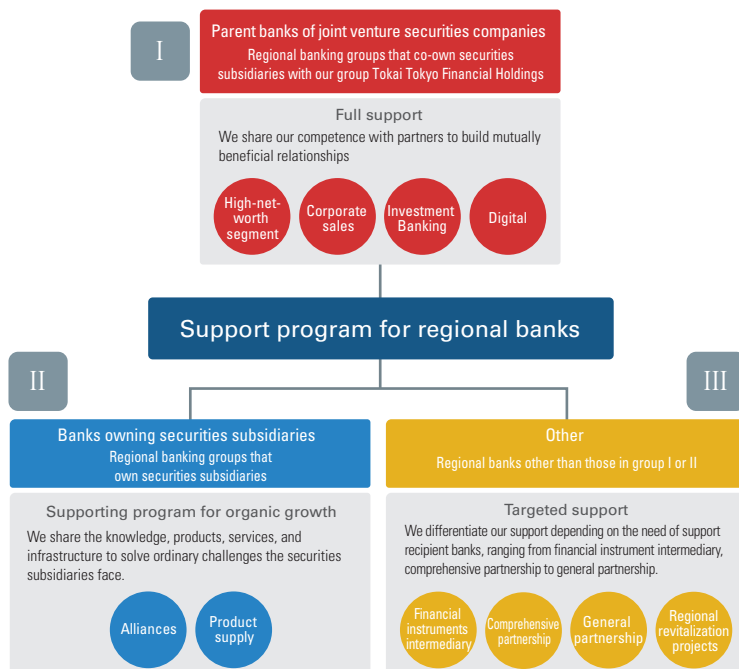 I
Parent banks of joint venture securities companies
Regional banking groups that co-own securities
subsidiaries with our group Tokai Tokyo Financial Holdings
Full support
We share our competence with partners to build mutually
beneficial relationships
High-net-
worth
segment
Corporate
sales
Investment
Banking
Digital
Support program for regional banks
II
Banks owning securities subsidiaries
Regional banking groups that
own securities subsidiaries
Supporting program for organic growth
We share the knowledge, products, services, and
infrastructure to solve ordinary challenges the securities
subsidiaries face.
Alliances
Product
supply
III
Other
Regional banks other than those in group I or II
Targeted support
We differentiate our support depending on the need of support
recipient banks, ranging from financial instrument intermediary,
comprehensive partnership to general partnership.
Financial
instruments
intermediary
Comprehensive
partnership
General
partnership
Regional
revitalization
projects